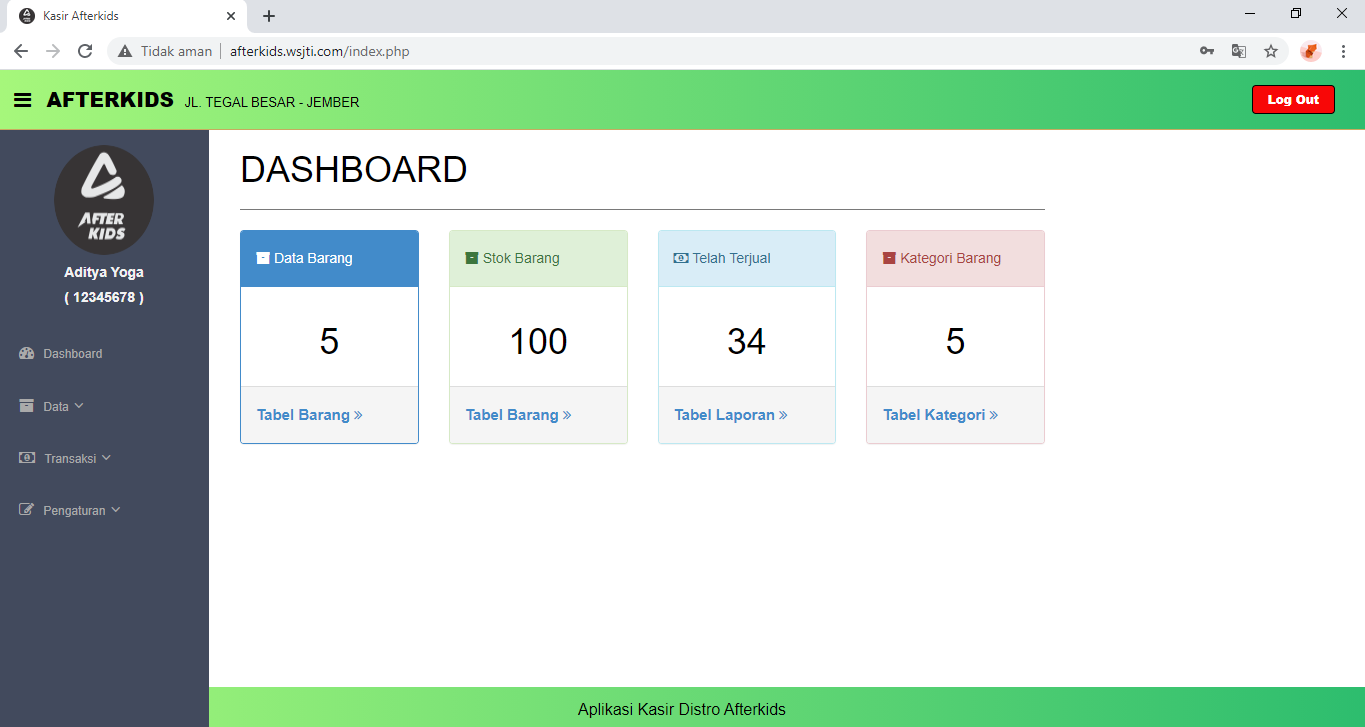 Kasir Afterkids
Tidak aman
afterkids.wsjti.com/index.php
AFTERKIDS JL. TEGAL BESAR - JEMBER
Log Out
AFTER
KIDS
Aditya Yoga
( 12345678 )
Dashboard
Data
Transaksi
Pengaturan
DASHBOARD
Data Barang
5
Tabel Barang »
Stok Barang
100
Tabel Barang »
Telah Terjual
34
Tabel Laporan »
Kategori Barang
5
Tabel Kategori »
Aplikasi Kasir Distro Afterkids